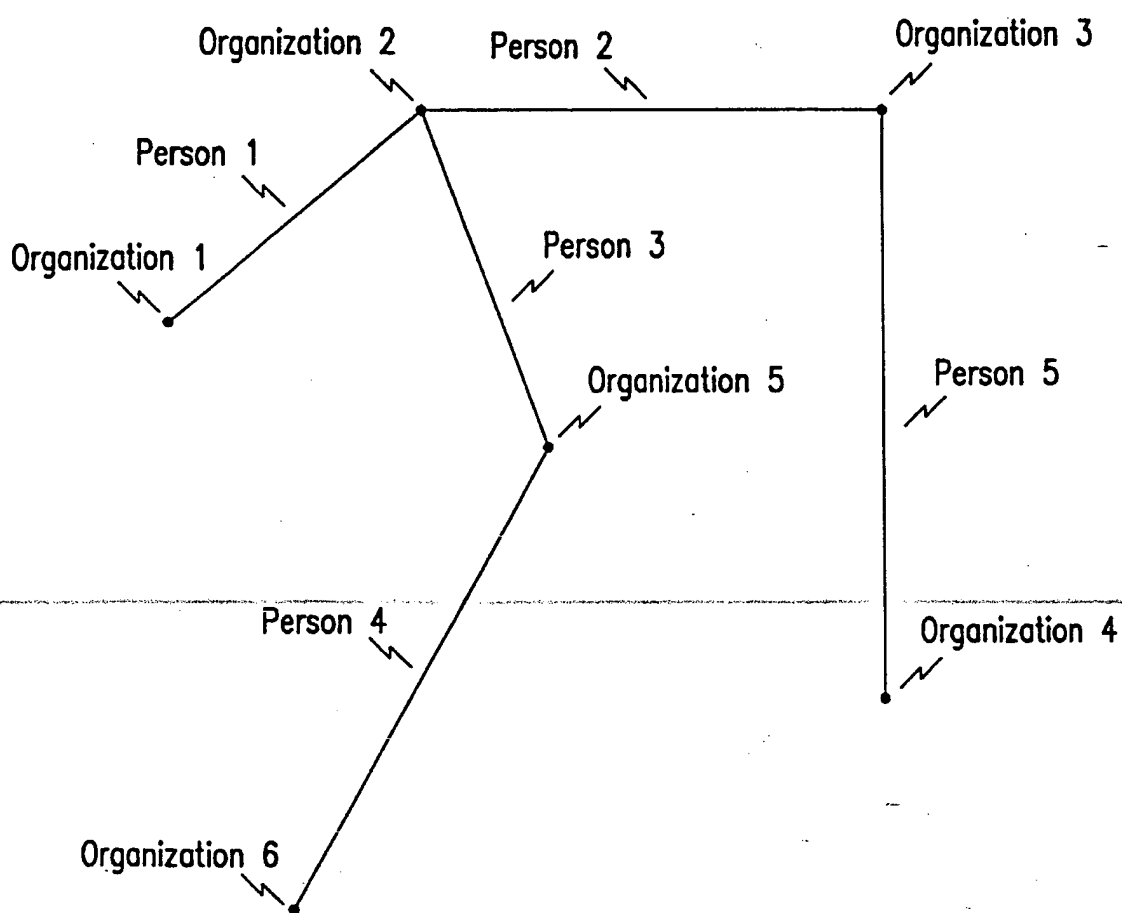 Organization 2
Person 2
Organization 3
Person 1
Organization 1
Person 3
Organization 5
Person 5
Person 4
Organization 4
Organization 6